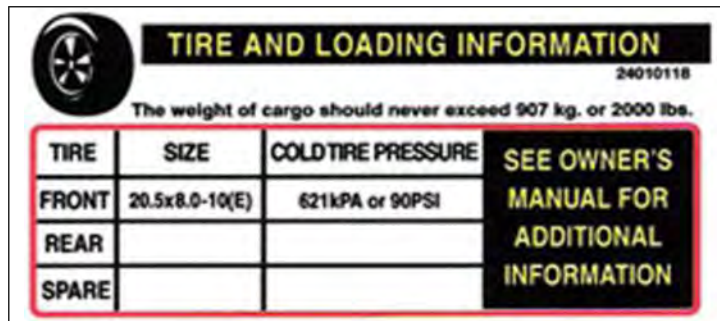 TIRE AND LOADING INFORMATION
24010118
The weight of cargo should never exceed 907 kg. or 2000 lbs.
TIRE SIZE COLD TIRE PRESSURE
SEE OWNER'S
MANUAL FOR
ADDITIONAL
INFORMATION
FRONT 20.5x8.0-10(E) 621kPA or 90PSI
REAR
SPARE